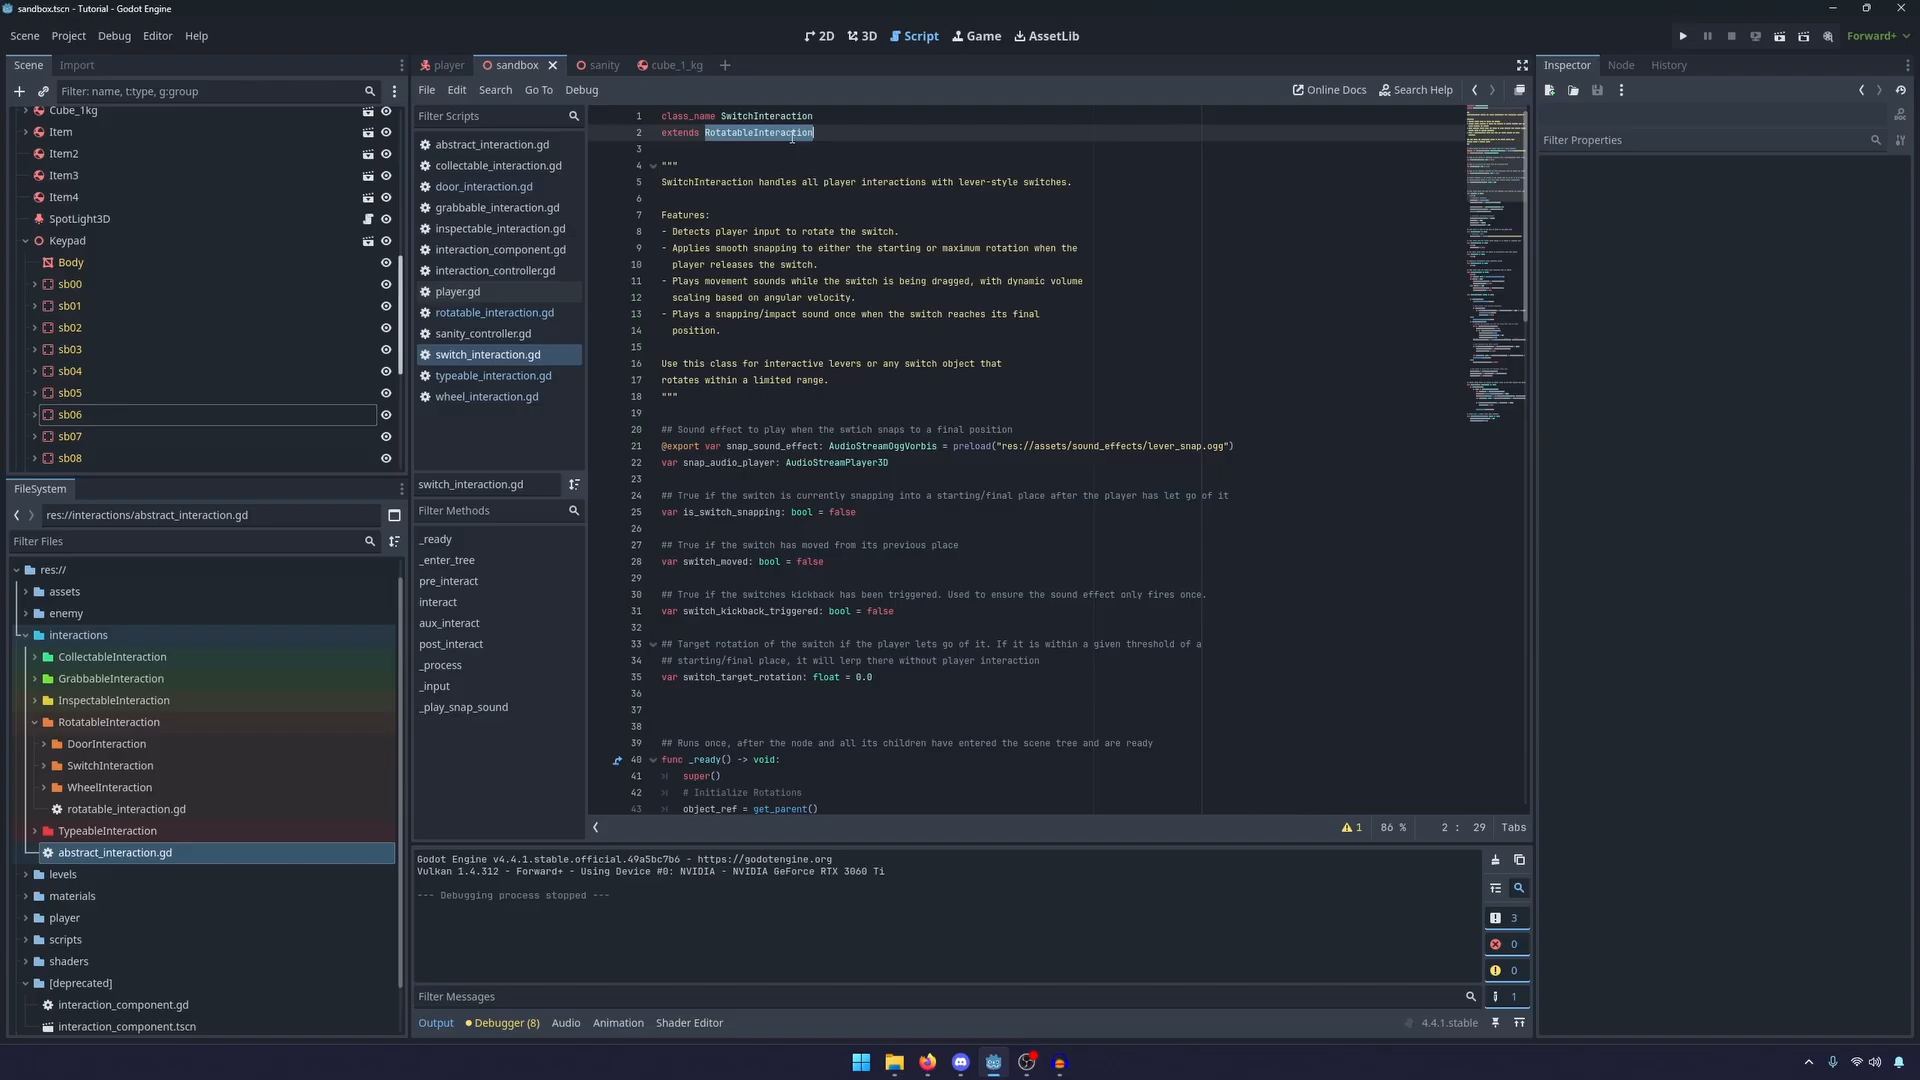 sandbox.tscn - Tutorial - Godot Engine
Scene Project Debug Editor Help
2D 3D Script Game AssetLib
Forward+
Scene Import
Filter: name, t:type, g:group
Cube_1kg
Item
Item2
Item3
Item4
SpotLight3D
Keypad
Body
sb00
sb01
sb02
sb03
sb04
sb05
sb06
sb07
sb08
FileSystem
res://interactions/abstract_interaction.gd
Filter Files
res://
assets
enemy
interactions
CollectableInteraction
GrabbableInteraction
InspectableInteraction
RotatableInteraction
DoorInteraction
SwitchInteraction
WheelInteraction
rotatable_interaction.gd
TypeableInteraction
abstract_interaction.gd
levels
materials
player
scripts
shaders
[deprecated]
interaction_component.gd
interaction_component.tscn
player sandbox sanity cube_1_kg
File Edit Search Go To Debug
Online Docs Search Help
Filter Scripts
abstract_interaction.gd
collectable_interaction.gd
door_interaction.gd
grabbable_interaction.gd
inspectable_interaction.gd
interaction_component.gd
interaction_controller.gd
player.gd
rotatable_interaction.gd
sanity_controller.gd
switch_interaction.gd
typeable_interaction.gd
wheel_interaction.gd
switch_interaction.gd
Filter Methods
_ready
_enter_tree
pre_interact
interact
aux_interact
post_interact
_process
_input
_play_snap_sound
1 class_name SwitchInteraction
2 extends RotatableInteraction
3
4 """
5 SwitchInteraction handles all player interactions with lever-style switches.
6
7 Features:
8 - Detects player input to rotate the switch.
9 - Applies smooth snapping to either the starting or maximum rotation when the
10 player releases the switch.
11 - Plays movement sounds while the switch is being dragged, with dynamic volume
12 scaling based on angular velocity.
13 - Plays a snapping/impact sound once when the switch reaches its final
14 position.
15
16 Use this class for interactive levers or any switch object that
17 rotates within a limited range.
18 """
19
20 ## Sound effect to play when the swtich snaps to a final position
21 @export var snap_sound_effect: AudioStreamOggVorbis = preload("res://assets/sound_effects/lever_snap.ogg")
22 var snap_audio_player: AudioStreamPlayer3D
23
24 ## True if the switch is currently snapping into a starting/final place after the player has let go of it
25 var is_switch_snapping: bool = false
26
27 ## True if the switch has moved from its previous place
28 var switch_moved: bool = false
29
30 ## True if the switches kickback has been triggered. Used to ensure the sound effect only fires once.
31 var switch_kickback_triggered: bool = false
32
33 ## Target rotation of the switch if the player lets go of it. If it is within a given threshold of a
34 ## starting/final place, it will lerp there without player interaction
35 var switch_target_rotation: float = 0.0
36
37
38
39 ## Runs once, after the node and all its children have entered the scene tree and are ready
40 func _ready() -> void:
41 super()
42 # Initialize Rotations
43 object_ref = get_parent()
1 86 % 2 : 29 Tabs
Godot Engine v4.4.1.stable.official.49a5bc7b6 - https://godotengine.org
Vulkan 1.4.312 - Forward+ - Using Device #0: NVIDIA - NVIDIA GeForce RTX 3060 Ti
--- Debugging process stopped ---
3
0
0
1
Filter Messages
Output Debugger (8) Audio Animation Shader Editor
4.4.1.stable
Inspector Node History
Filter Properties